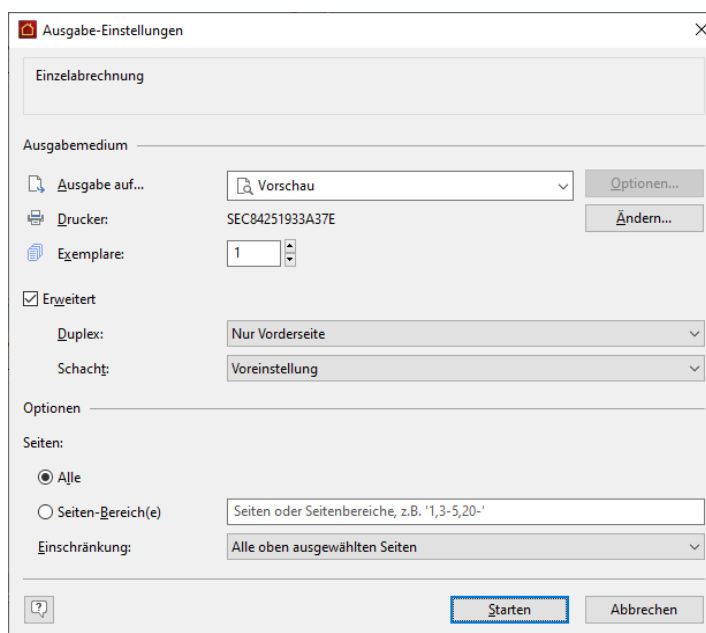 Ausgabe-Einstellungen
Einzelabrechnung
Ausgabemedium
Ausgabe auf... Vorschau Optionen...
Drucker: SEC84251933A37E Ändern...
Exemplare: 1
Erweitert
Duplex: Nur Vorderseite
Schacht: Voreinstellung
Optionen
Seiten:
Alle
Seiten-Bereich(e) Seiten oder Seitenbereiche, z.B. '1,3-5,20-'
Einschränkung: Alle oben ausgewählten Seiten
Starten Abbrechen